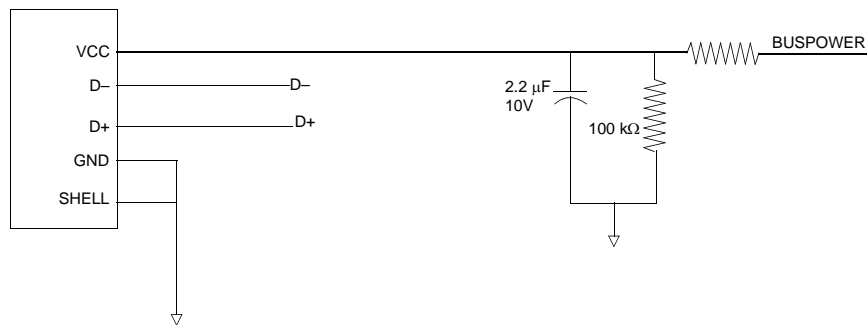 BUSPOWER
VCC
D–
D–
2.2 μF
10V
D+
D+
100 kΩ
GND
SHELL